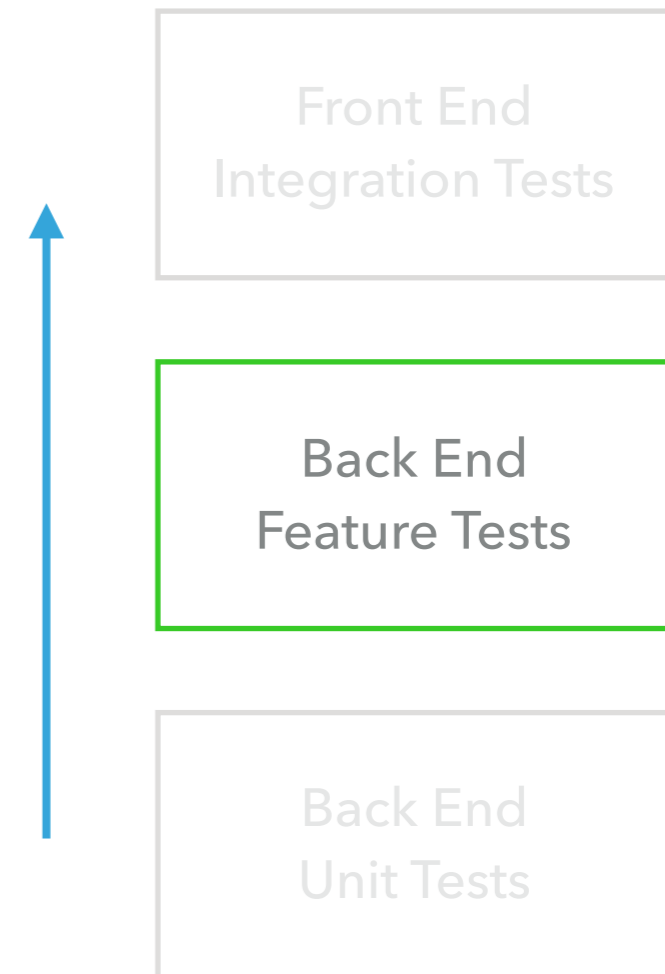 Front End
Integration Tests
Back End
Feature Tests
Back End
Unit Tests